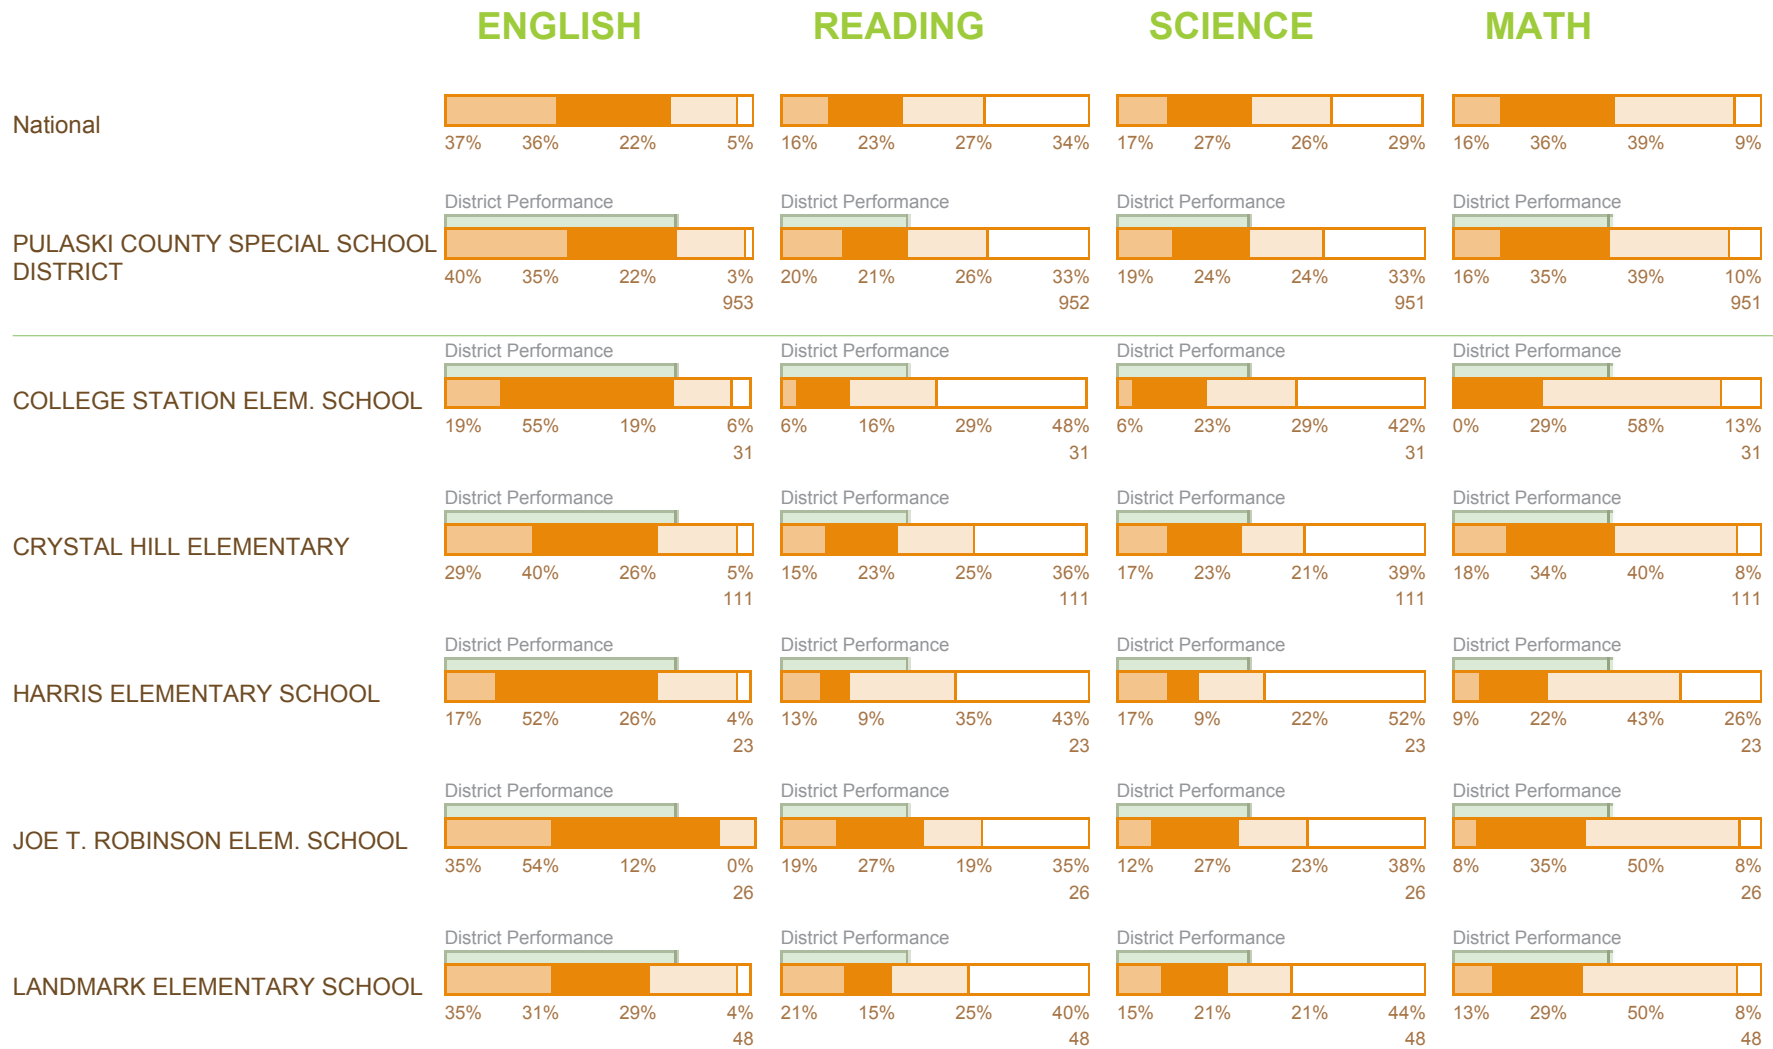 ENGLISH READING SCIENCE MATH
National
37% 36% 22% 5% 16% 23% 27% 34% 17% 27% 26% 29% 16% 36% 39% 9%
District Performance District Performance District Performance District Performance
PULASKI COUNTY SPECIAL SCHOOL
DISTRICT
40% 35% 22% 3% 20% 21% 26% 33% 19% 24% 24% 33% 16% 35% 39% 10%
953 952 951 951
District Performance District Performance District Performance District Performance
COLLEGE STATION ELEM. SCHOOL
19% 55% 19% 6% 6% 16% 29% 48% 6% 23% 29% 42% 0% 29% 58% 13%
31 31 31 31
District Performance District Performance District Performance District Performance
CRYSTAL HILL ELEMENTARY
29% 40% 26% 5% 15% 23% 25% 36% 17% 23% 21% 39% 18% 34% 40% 8%
111 111 111 111
District Performance District Performance District Performance District Performance
HARRIS ELEMENTARY SCHOOL
17% 52% 26% 4% 13% 9% 35% 43% 17% 9% 22% 52% 9% 22% 43% 26%
23 23 23 23
District Performance District Performance District Performance District Performance
JOE T. ROBINSON ELEM. SCHOOL
35% 54% 12% 0% 19% 27% 19% 35% 12% 27% 23% 38% 8% 35% 50% 8%
26 26 26 26
District Performance District Performance District Performance District Performance
LANDMARK ELEMENTARY SCHOOL
35% 31% 29% 4% 21% 15% 25% 40% 15% 21% 21% 44% 13% 29% 50% 8%
48 48 48 48